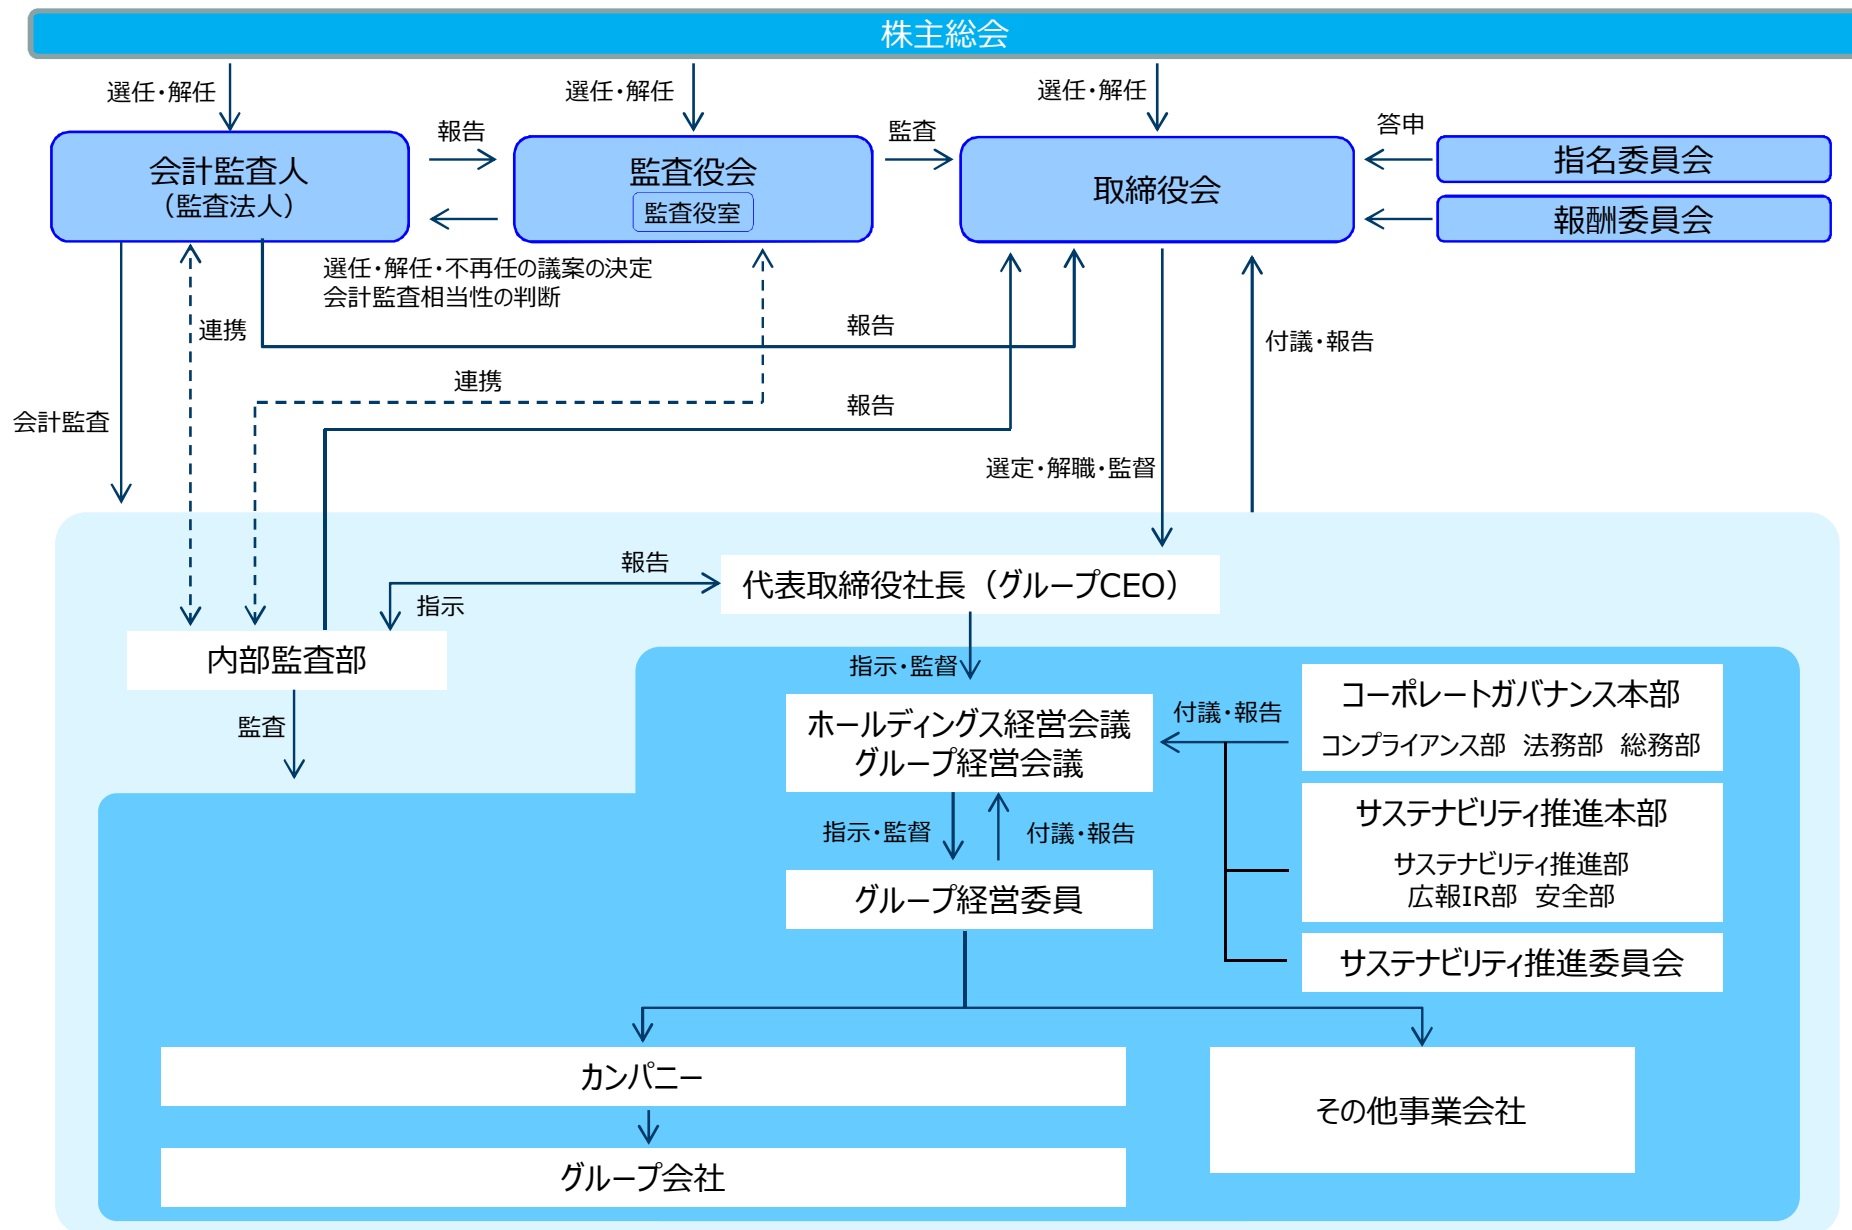 株主総会
選任・解任
選任・解任
選任・解任
会計監査人
（監査法人）
報告
監査役会
監査役室
監査
取締役会
答申
指名委員会
報酬委員会
選任・解任・不再任の議案の決定
会計監査相当性の判断
連携
報告
付議・報告
連携
報告
会計監査
選定・解職・監督
報告
代表取締役社長（グループCEO）
指示
内部監査部
監査
指示・監督
ホールディングス経営会議
グループ経営会議
付議・報告
コーポレートガバナンス本部
コンプライアンス部　法務部　総務部
サステナビリティ推進本部
サステナビリティ推進部
広報IR部　安全部
指示・監督
付議・報告
グループ経営委員
サステナビリティ推進委員会
カンパニー
その他事業会社
グループ会社